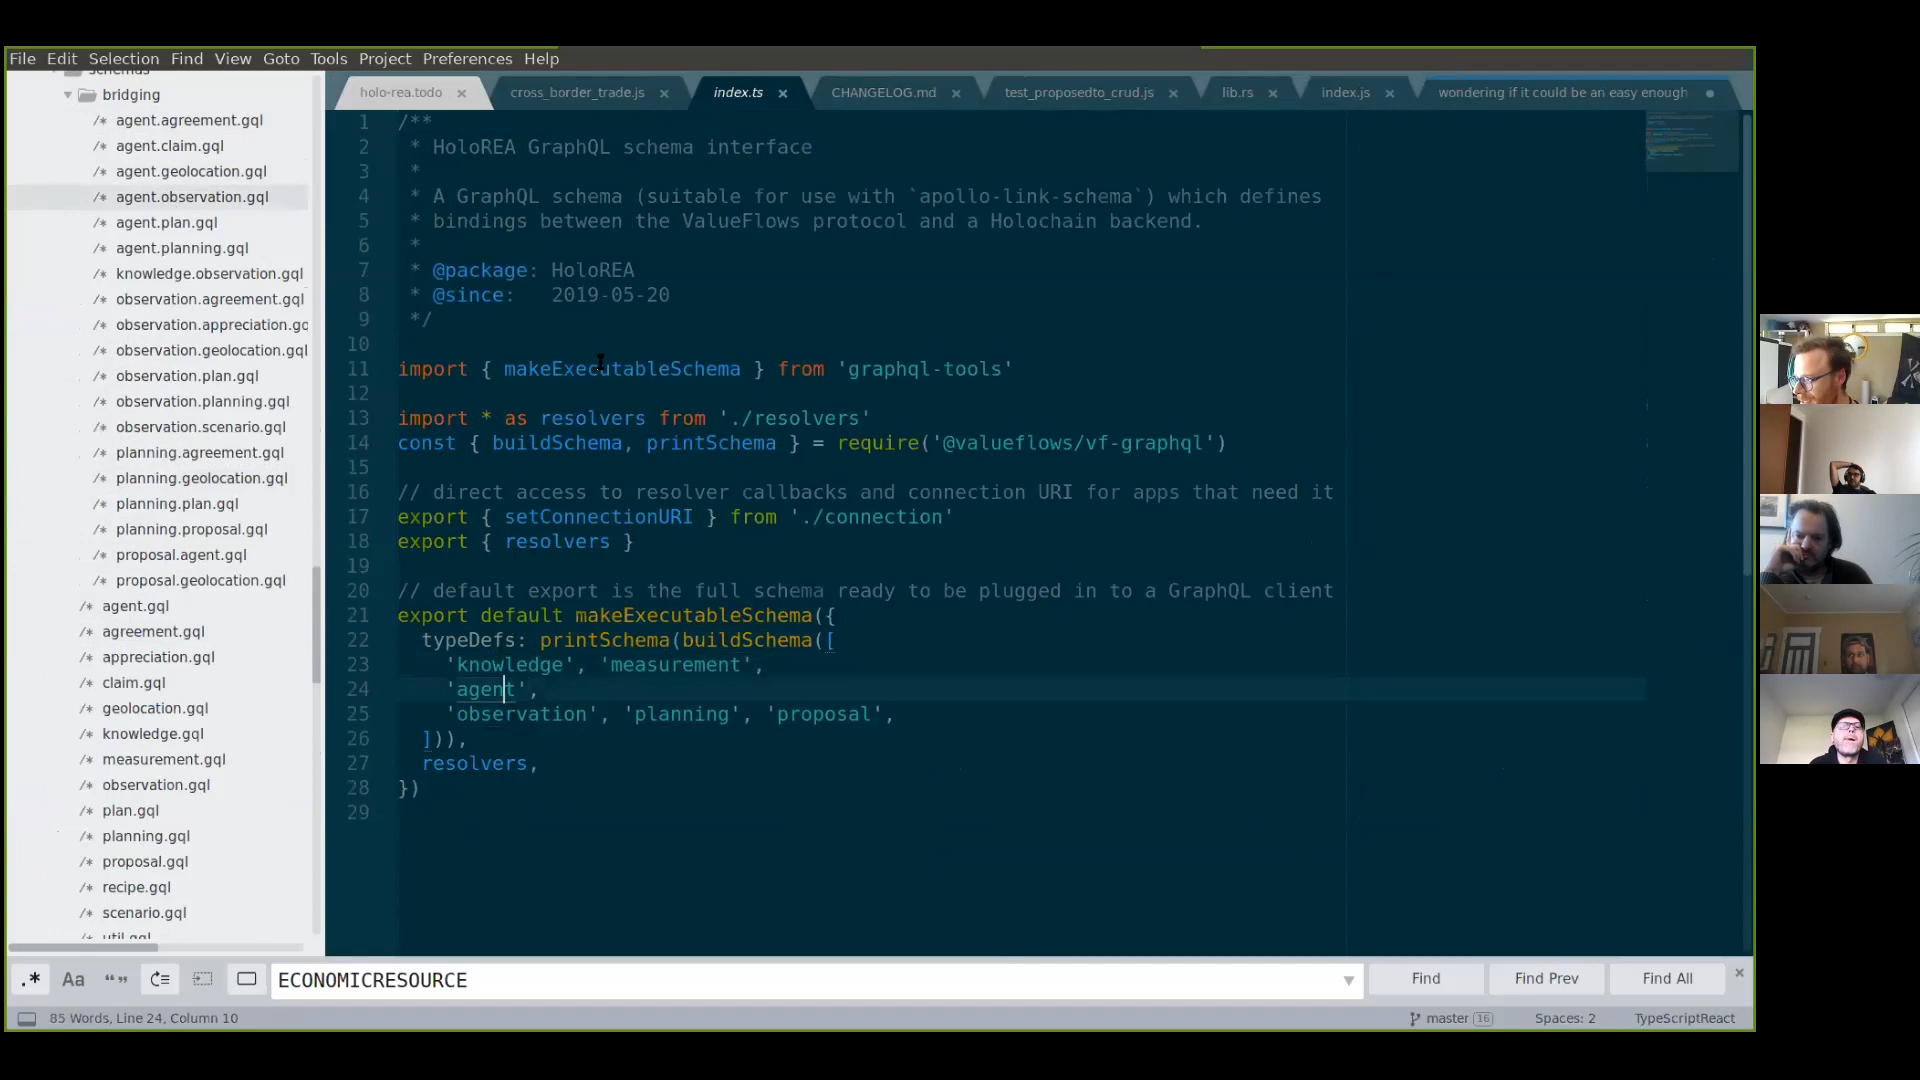 File Edit Selection Find View Goto Tools Project Preferences Help
schemas
bridging
/* agent.agreement.gql
/* agent.claim.gql
/* agent.geolocation.gql
/* agent.observation.gql
/* agent.plan.gql
/* agent.planning.gql
/* knowledge.observation.gql
/* observation.agreement.gql
/* observation.appreciation.gq
/* observation.geolocation.gql
/* observation.plan.gql
/* observation.planning.gql
/* observation.scenario.gql
/* planning.agreement.gql
/* planning.geolocation.gql
/* planning.plan.gql
/* planning.proposal.gql
/* proposal.agent.gql
/* proposal.geolocation.gql
/* agent.gql
/* agreement.gql
/* appreciation.gql
/* claim.gql
/* geolocation.gql
/* knowledge.gql
/* measurement.gql
/* observation.gql
/* plan.gql
/* planning.gql
/* proposal.gql
/* recipe.gql
/* scenario.gql
/* util.gql
holo-rea.todo × cross_border_trade.js × index.ts × CHANGELOG.md × test_proposedto_crud.js × lib.rs × index.js × wondering if it could be an easy enough
1 /**
2 * HoloREA GraphQL schema interface
3 *
4 * A GraphQL schema (suitable for use with `apollo-link-schema`) which defines
5 * bindings between the ValueFlows protocol and a Holochain backend.
6 *
7 * @package: HoloREA
8 * @since: 2019-05-20
9 */
10
11 import { makeExecutableSchema } from 'graphql-tools'
12
13 import * as resolvers from './resolvers'
14 const { buildSchema, printSchema } = require('@valueflows/vf-graphql')
15
16 // direct access to resolver callbacks and connection URI for apps that need it
17 export { setConnectionURI } from './connection'
18 export { resolvers }
19
20 // default export is the full schema ready to be plugged in to a GraphQL client
21 export default makeExecutableSchema({
22 typeDefs: printSchema(buildSchema([
23 'knowledge', 'measurement',
24 'agent',
25 'observation', 'planning', 'proposal',
26 ])),
27 resolvers,
28 })
29
.* Aa “” ECONOMICRESOURCE Find Find Prev Find All ×
85 Words, Line 24, Column 10 master 16 Spaces: 2 TypeScriptReact